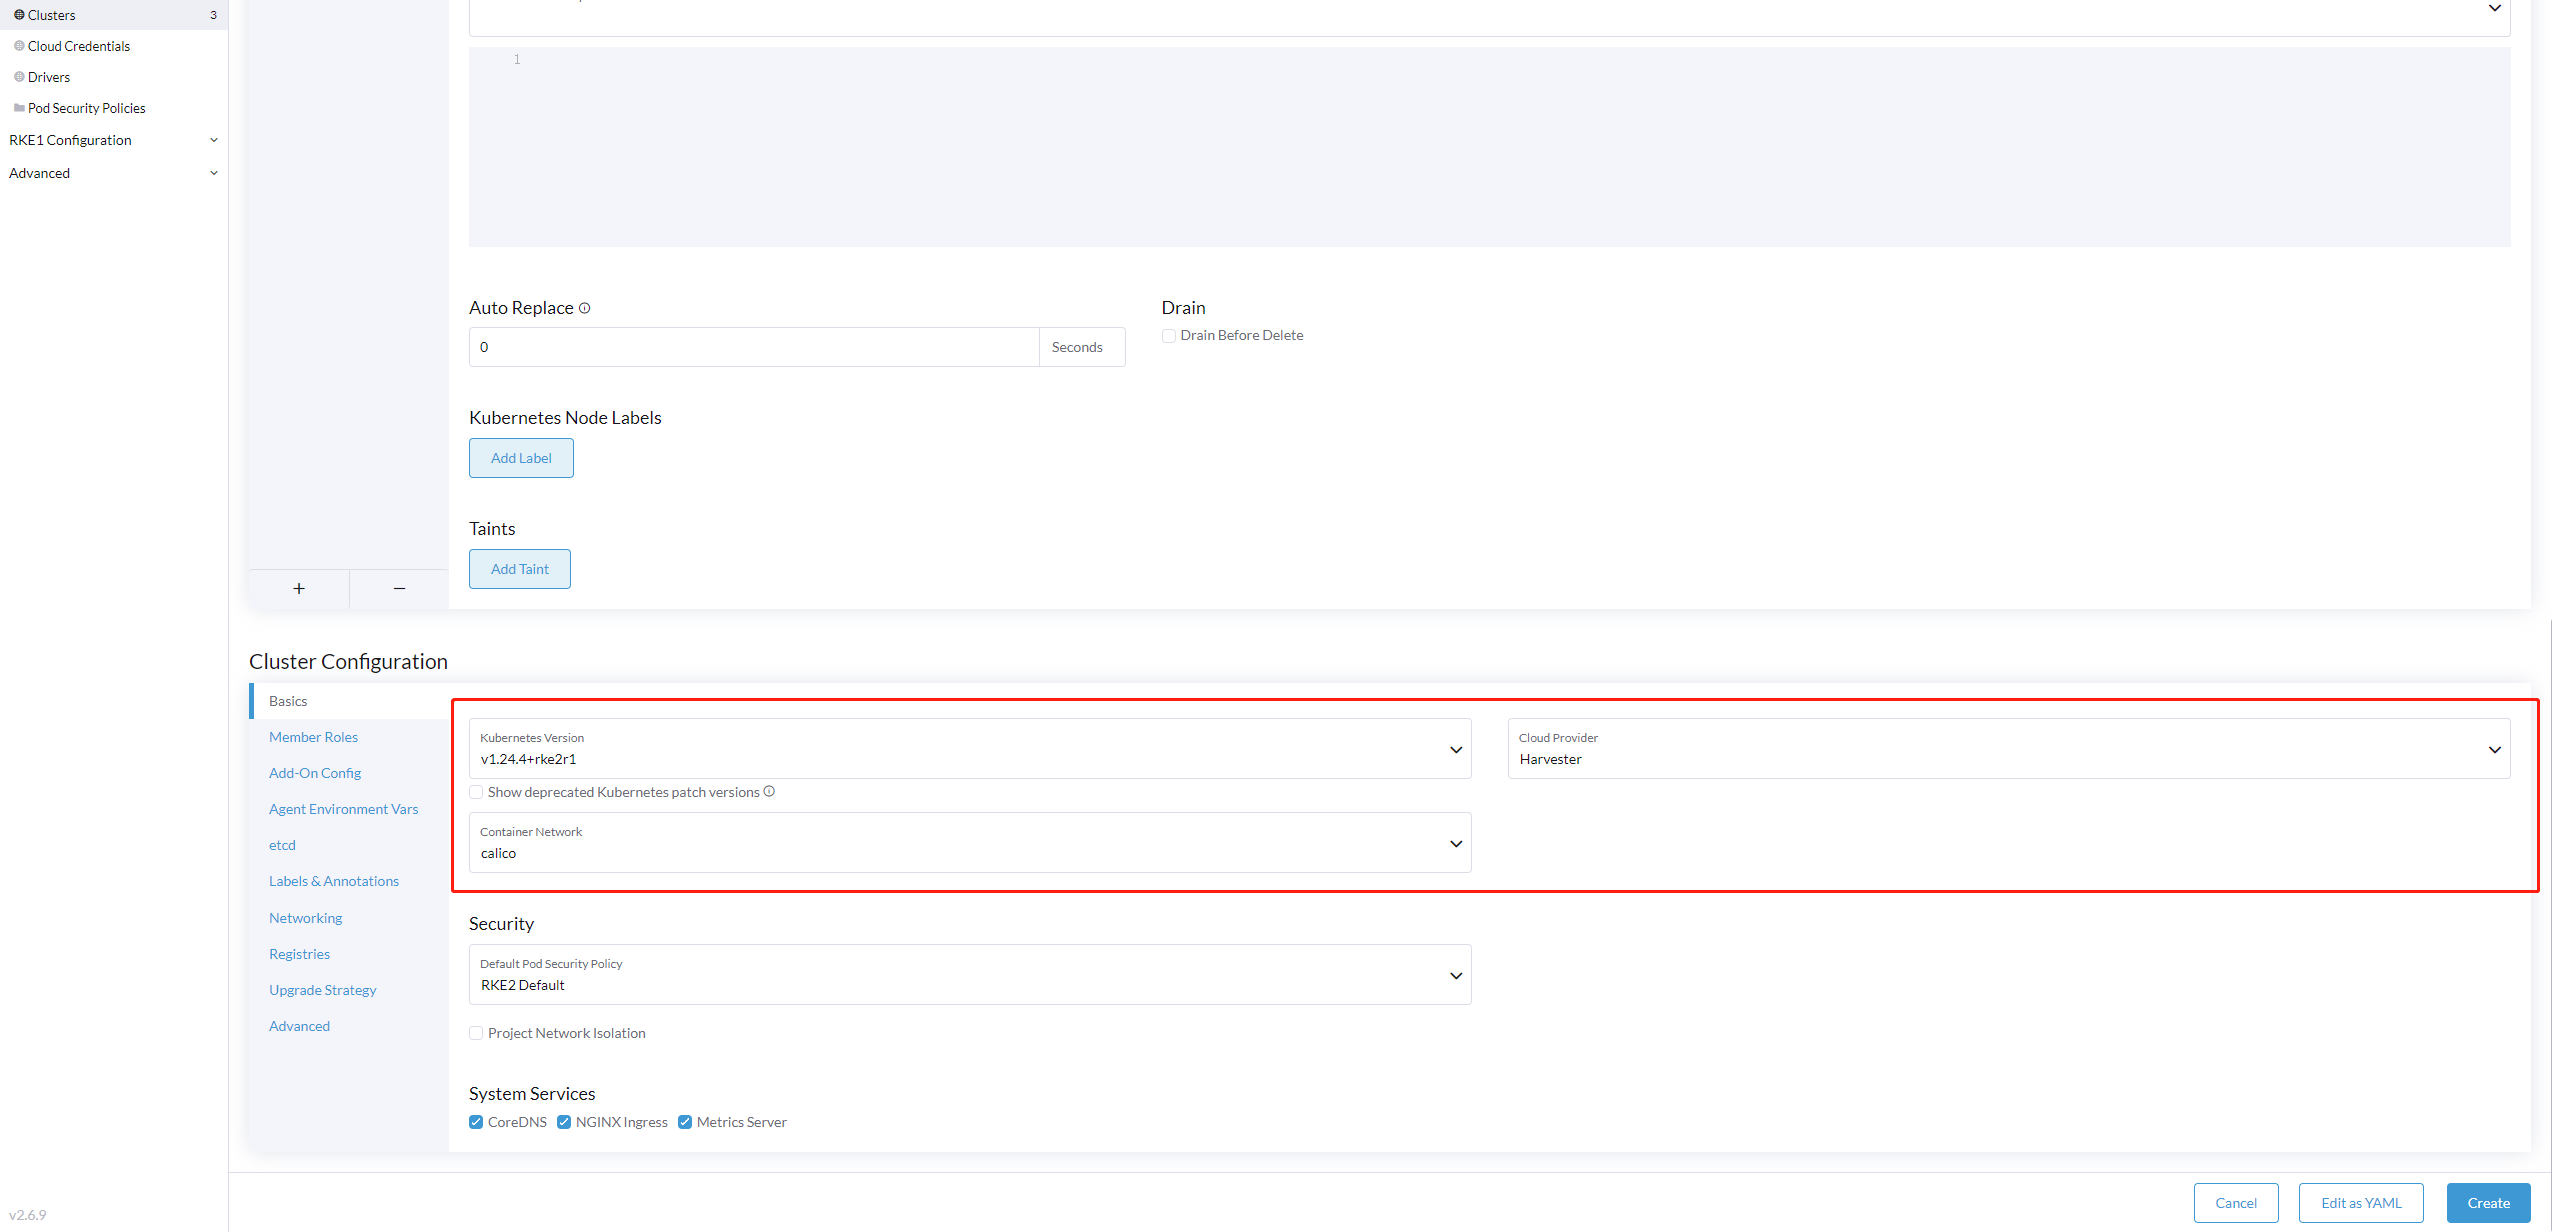 Clusters 3
Cloud Credentials
Drivers
Pod Security Policies
RKE1 Configuration
Advanced
1
Auto Replace
0 Seconds
Drain
Drain Before Delete
Kubernetes Node Labels
Add Label
Taints
Add Taint
+ −
Cluster Configuration
Basics
Member Roles
Add-On Config
Agent Environment Vars
etcd
Labels & Annotations
Networking
Registries
Upgrade Strategy
Advanced
Kubernetes Version
v1.24.4+rke2r1
Cloud Provider
Harvester
Show deprecated Kubernetes patch versions
Container Network
calico
Security
Default Pod Security Policy
RKE2 Default
Project Network Isolation
System Services
CoreDNS NGINX Ingress Metrics Server
Cancel Edit as YAML Create
v2.6.9